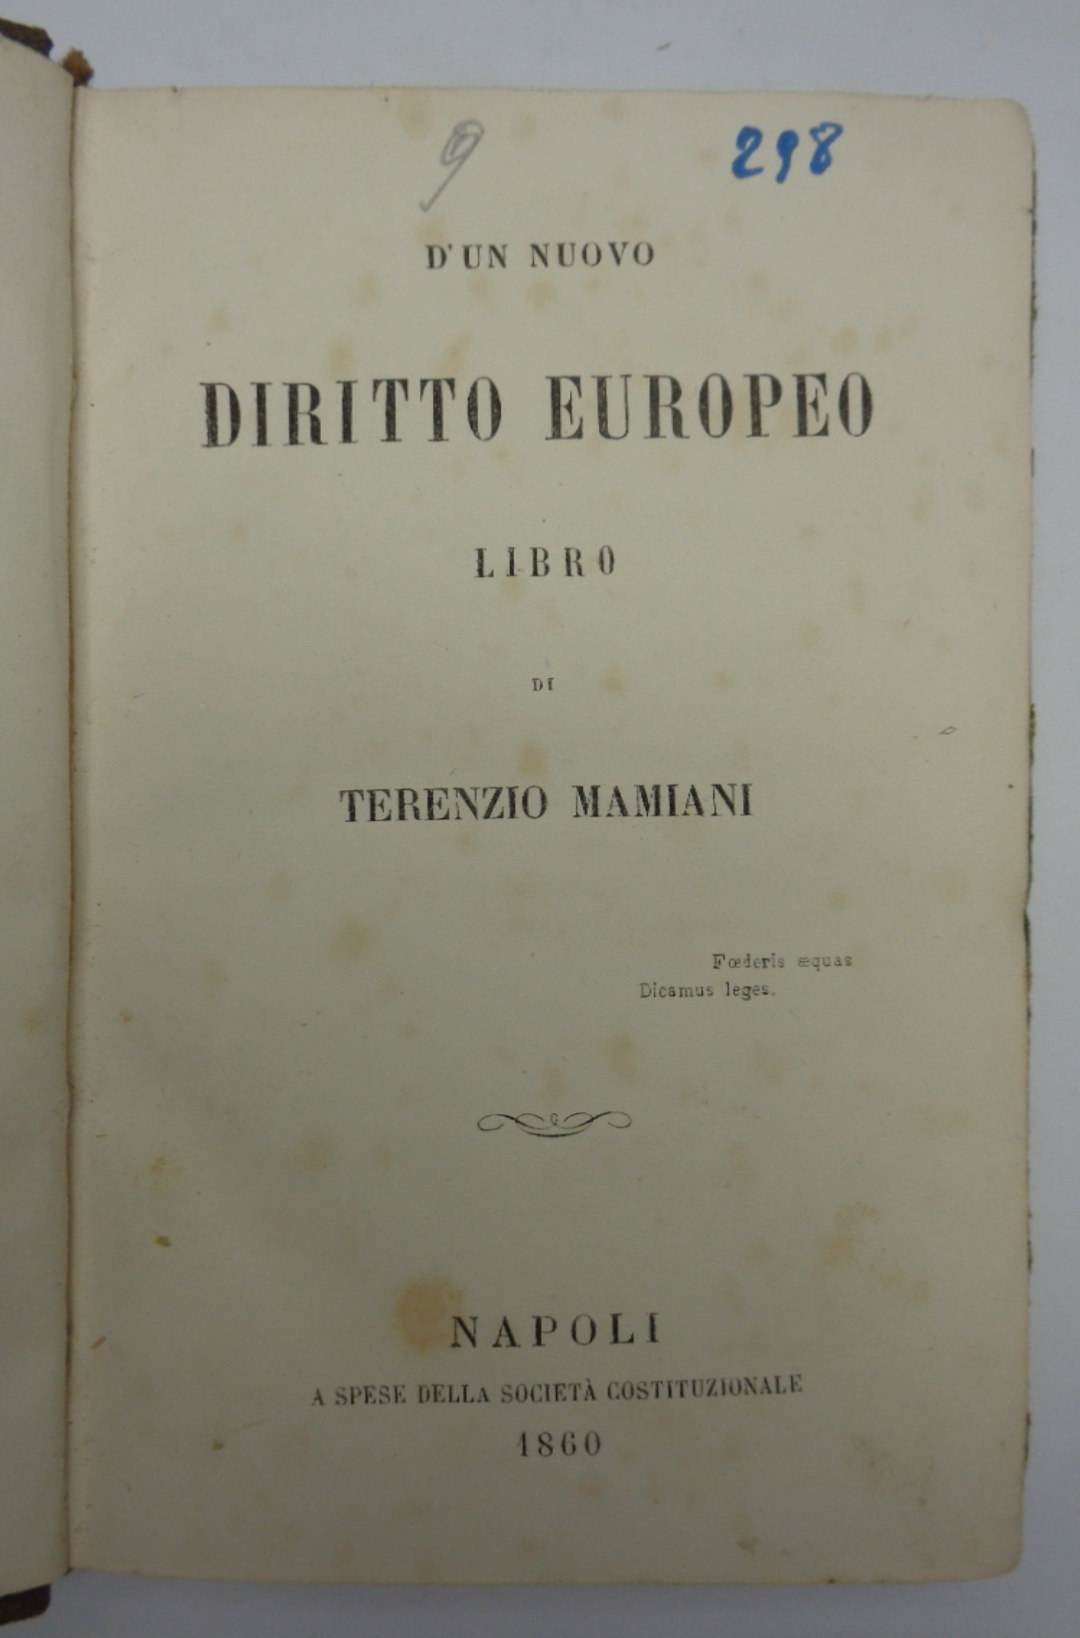 9 298
D'UN NUOVO
DIRITTO EUROPEO
LIBRO
DI
TERENZIO MAMIANI
Fœderis æquas
Dicamus leges.
NAPOLI
A SPESE DELLA SOCIETÀ COSTITUZIONALE
1860